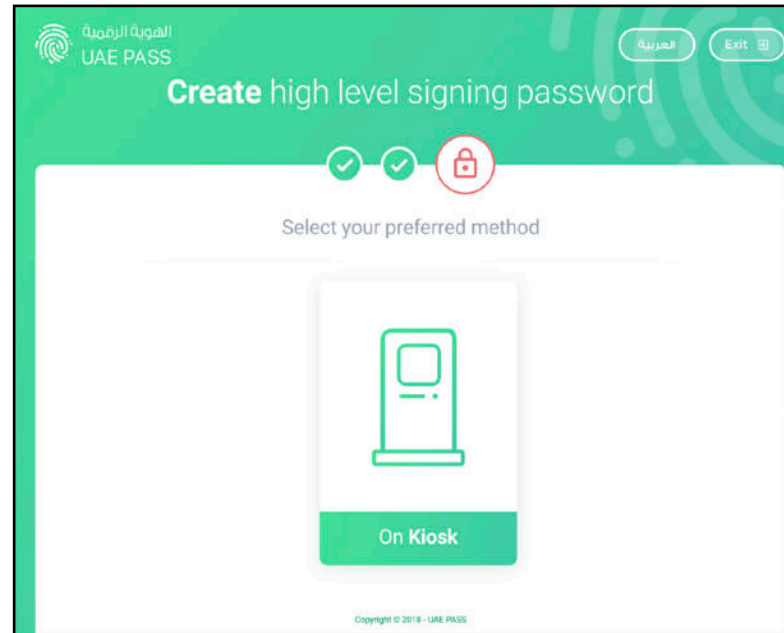 الهوية الرقمية
UAE PASS
العربية
Exit
Create high level signing password
Select your preferred method
On Kiosk
Copyright © 2018 - UAE PASS